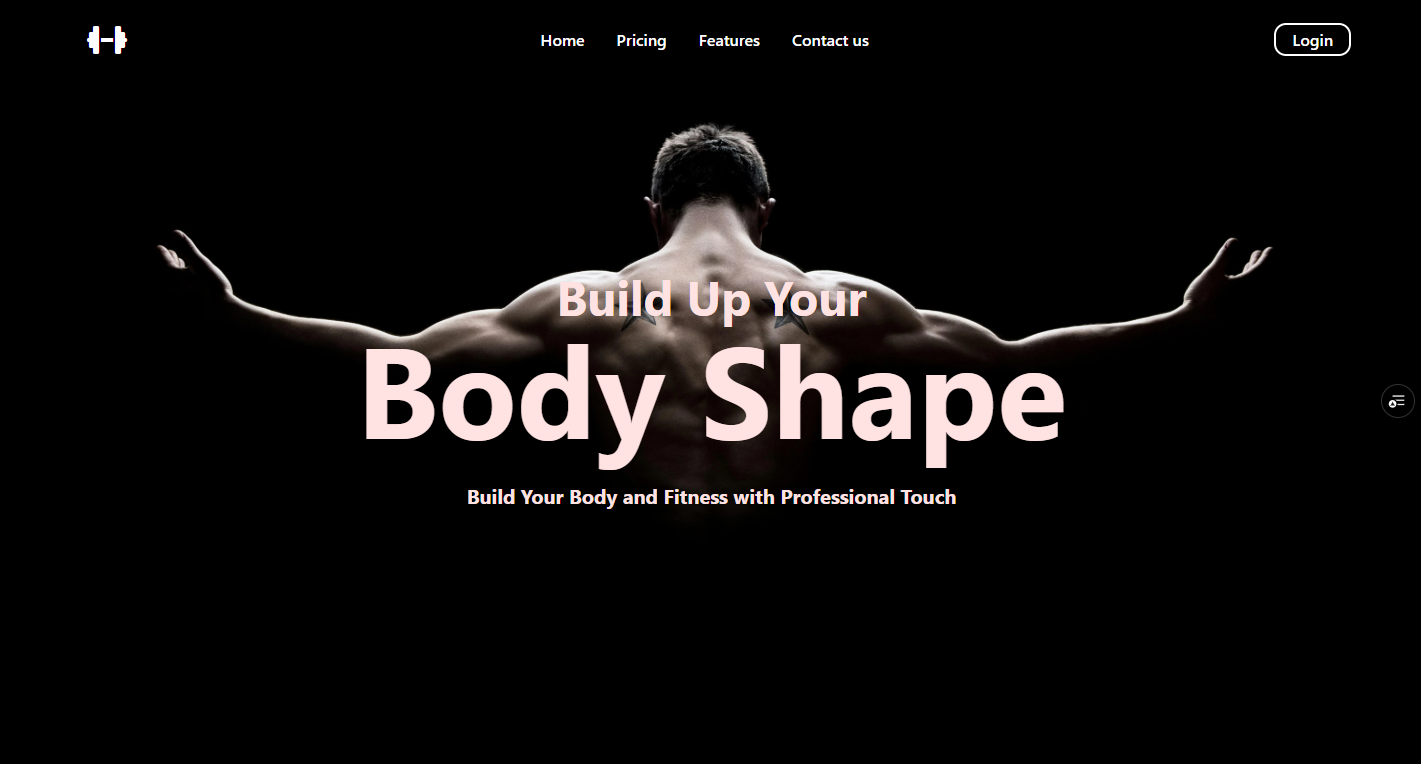 Home Pricing Features Contact us Login
Build Up Your
Body Shape
Build Your Body and Fitness with Professional Touch